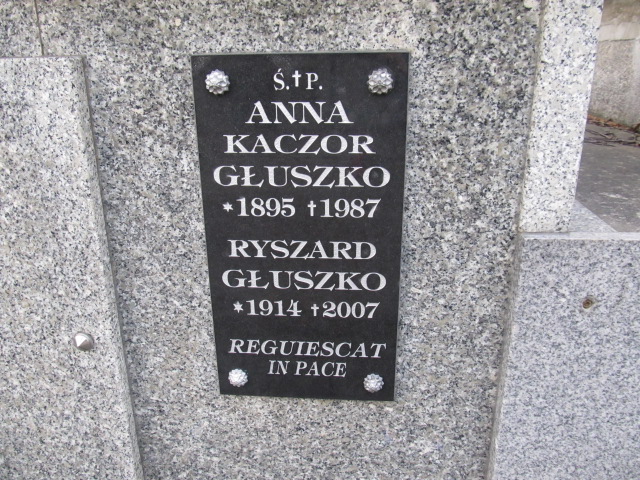 Ś.†P.
ANNA
KACZOR
GŁUSZKO
*1895 †1987
RYSZARD
GŁUSZKO
*1914 †2007
REGUIESCAT
IN PACE